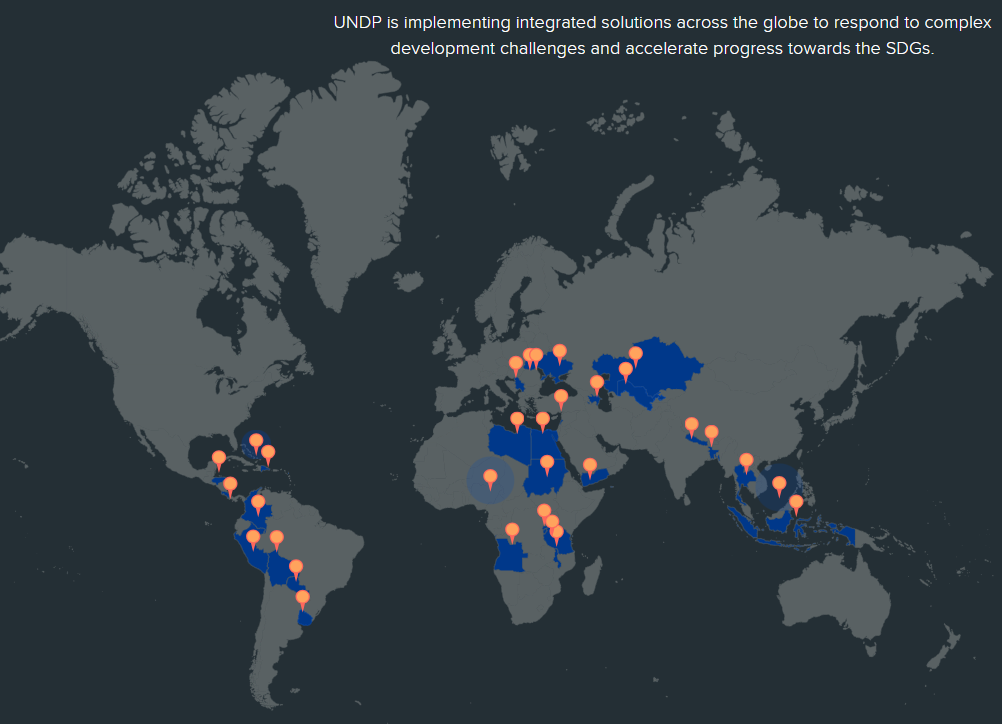 UNDP is implementing integrated solutions across the globe to respond to complex
development challenges and accelerate progress towards the SDGs.